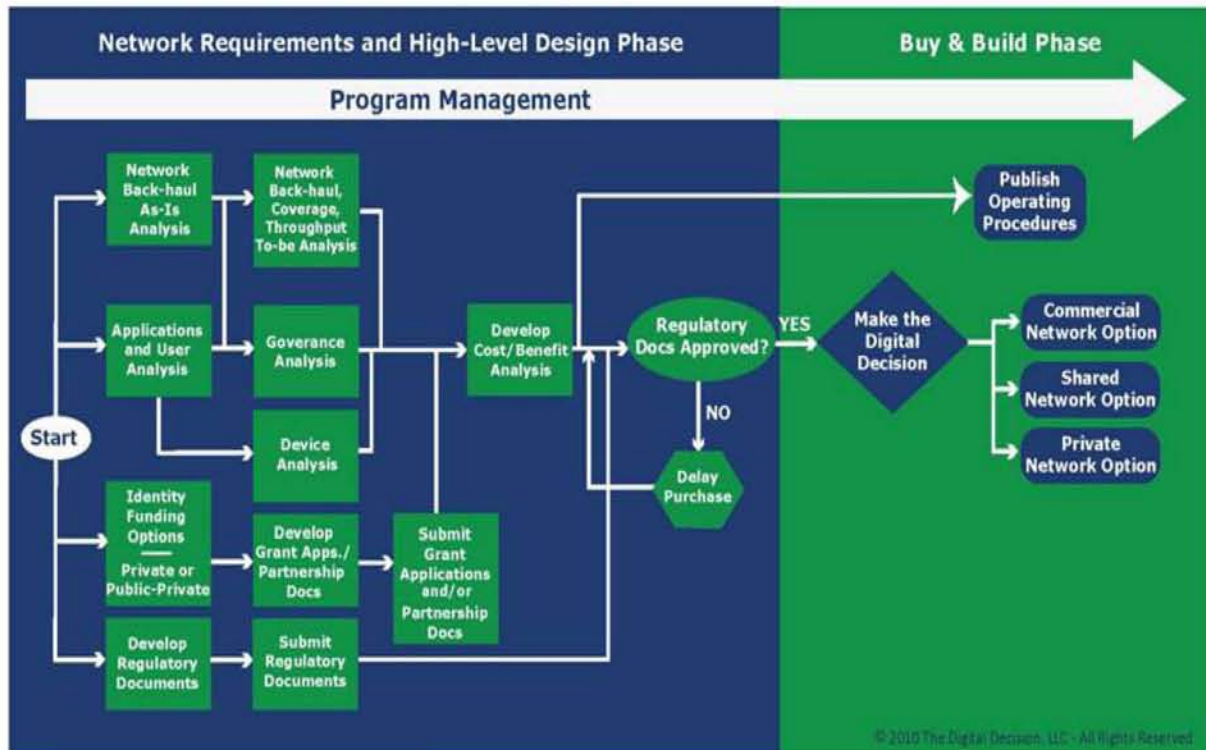 Network Requirements and High-Level Design Phase
Buy & Build Phase
Program Management
Network
Back-haul
As-Is
Analysis
Network
Back-haul,
Coverage,
Throughput
To-be Analysis
Publish
Operating
Procedures
Applications
and User
Analysis
Goverance
Analysis
Develop
Cost/Benefit
Analysis
Regulatory
Docs Approved?
YES
Make the
Digital
Decision
Commercial
Network Option
Shared
Network Option
Private
Network Option
NO
Start
Device
Analysis
Delay
Purchase
Identity
Funding
Options
Private or
Public-Private
Develop
Grant Apps./
Partnership
Docs
Submit
Grant
Applications
and/or
Partnership
Docs
Develop
Regulatory
Documents
Submit
Regulatory
Documents
© 2010 The Digital Decision, LLC - All Rights Reserved